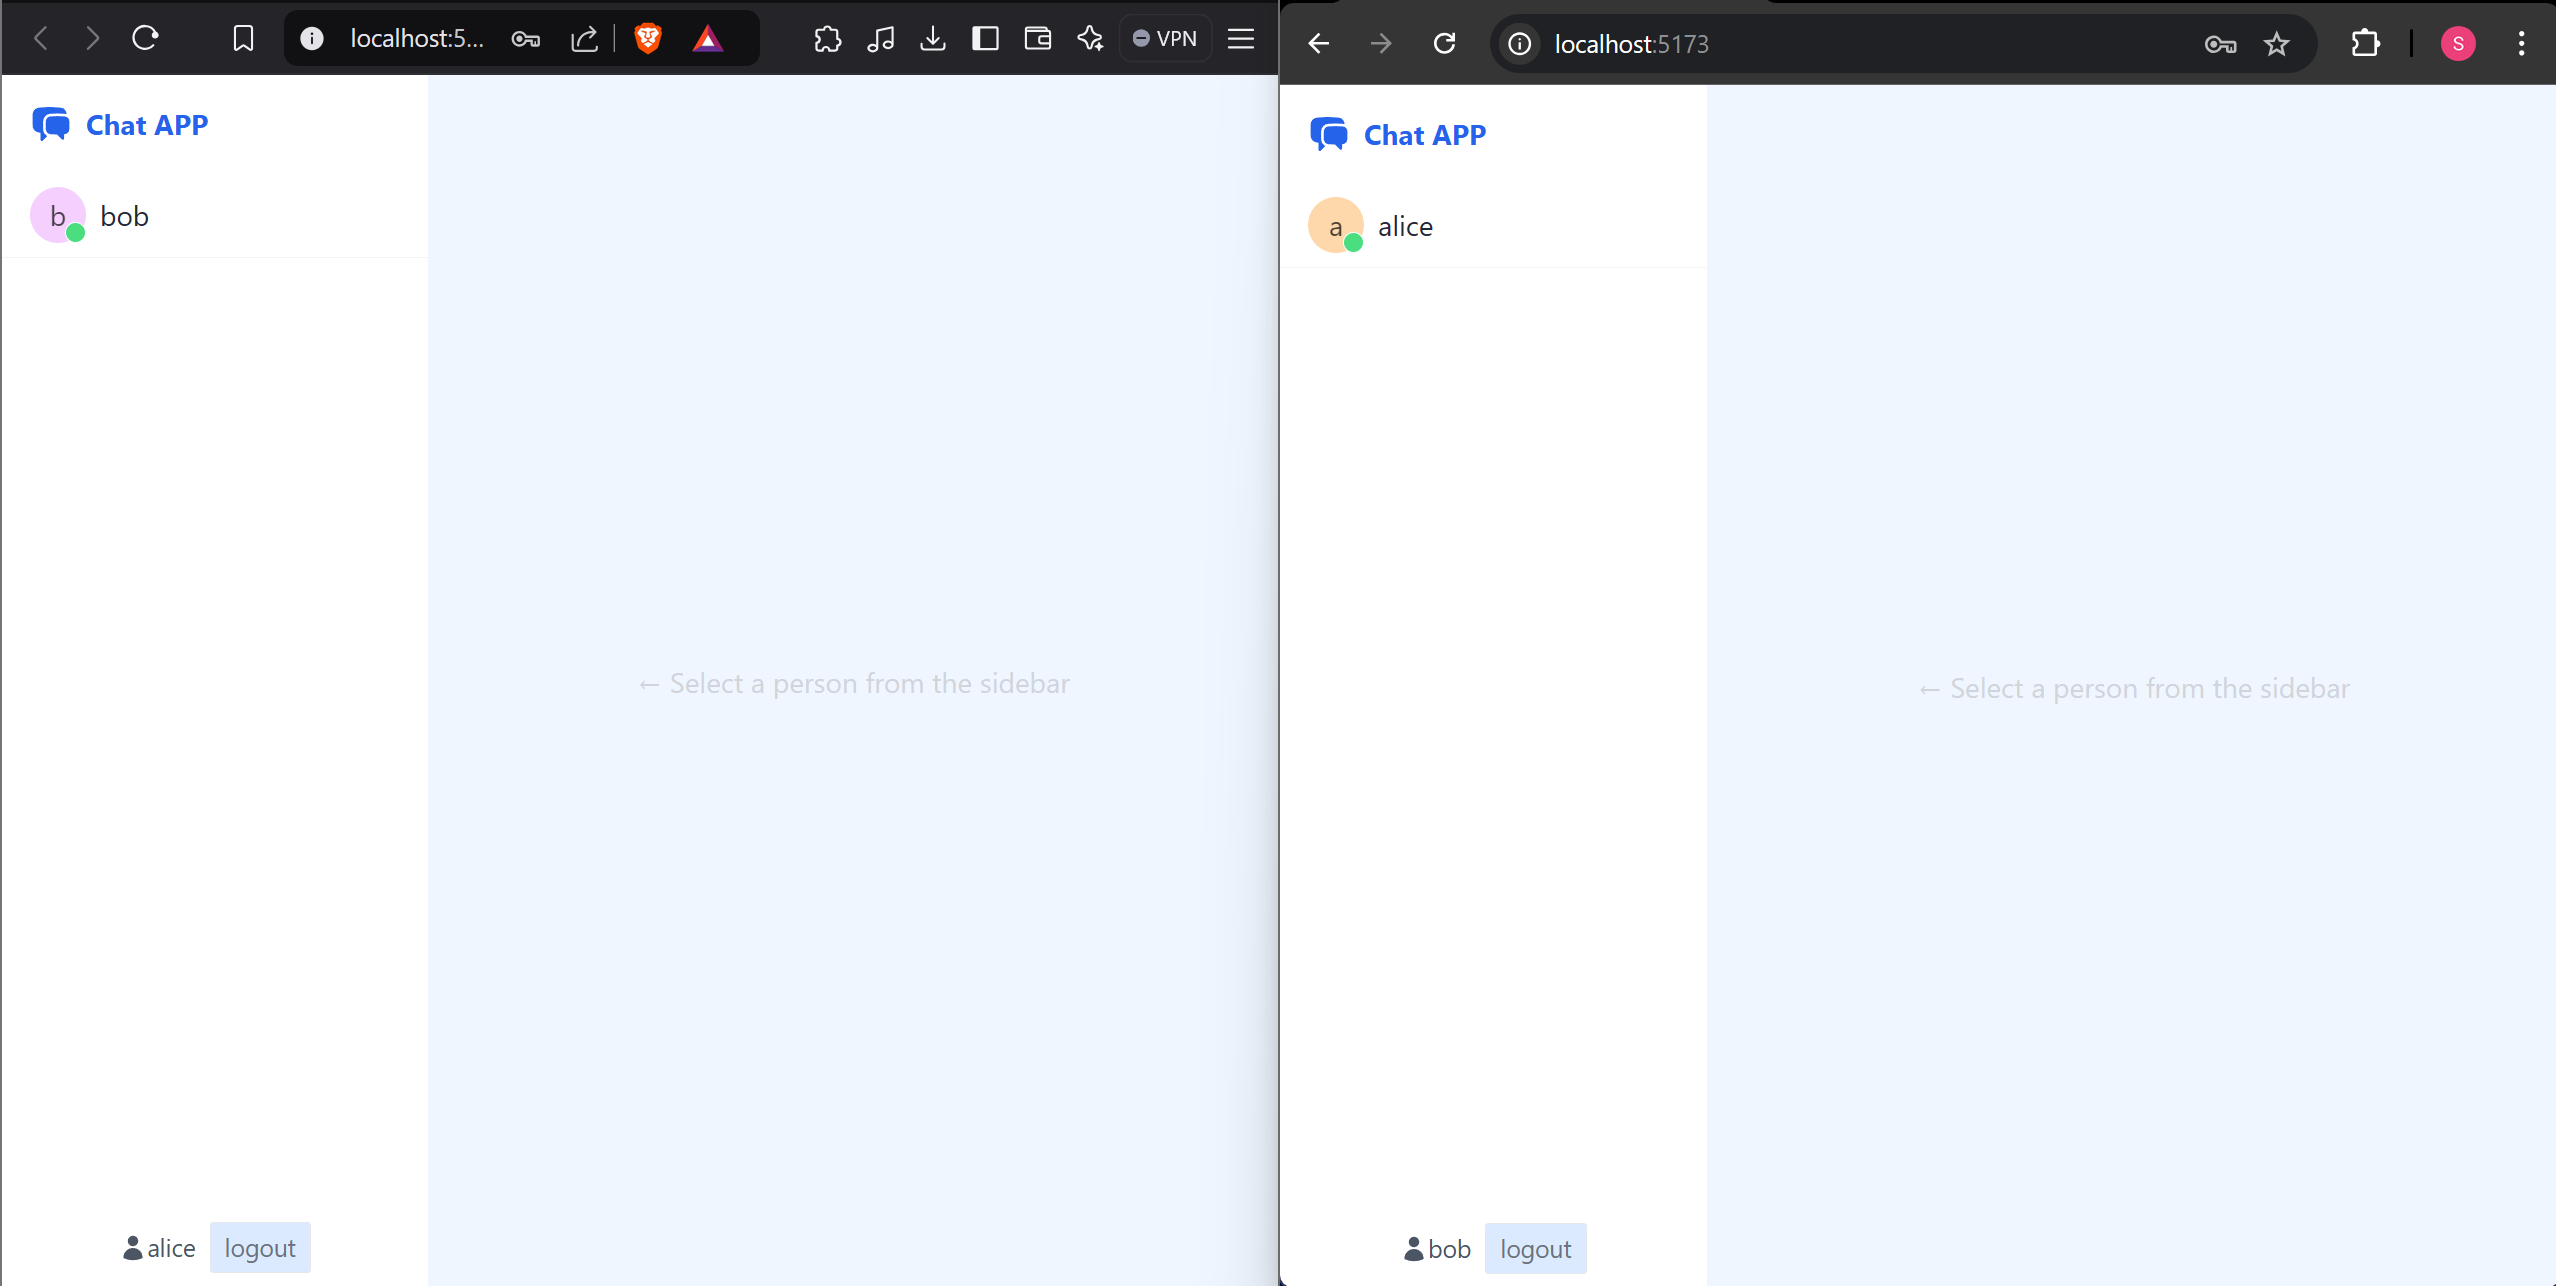 localhost:5...
VPN
Chat APP
b
bob
← Select a person from the sidebar
alice
logout
localhost:5173
S
Chat APP
a
alice
← Select a person from the sidebar
bob
logout